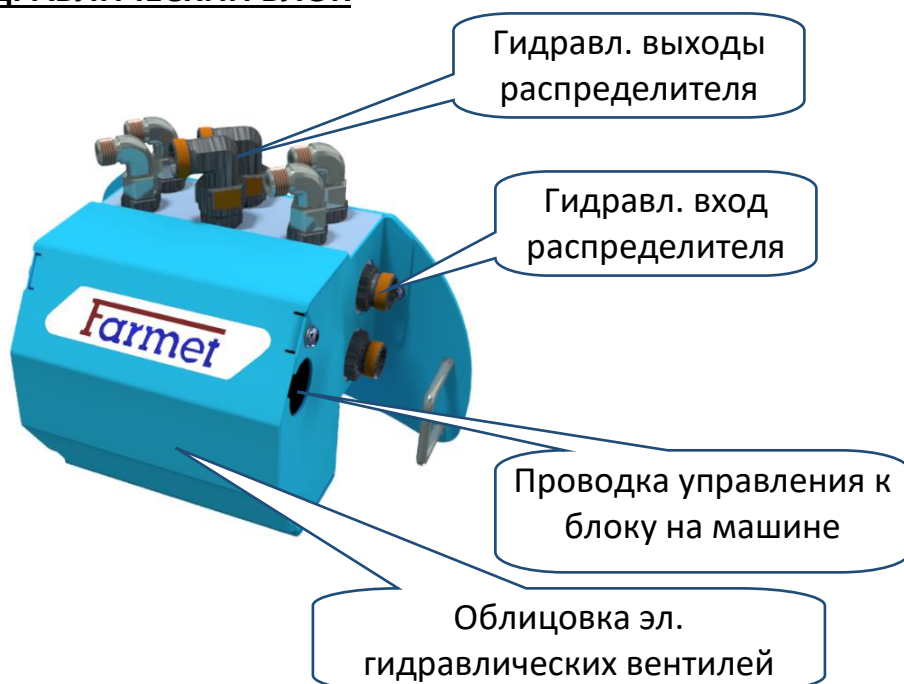 Гидравл. выходы
распределителя
Гидравл. вход
распределителя
Farmet
Проводка управления к
блоку на машине
Облицовка эл.
гидравлических вентилей